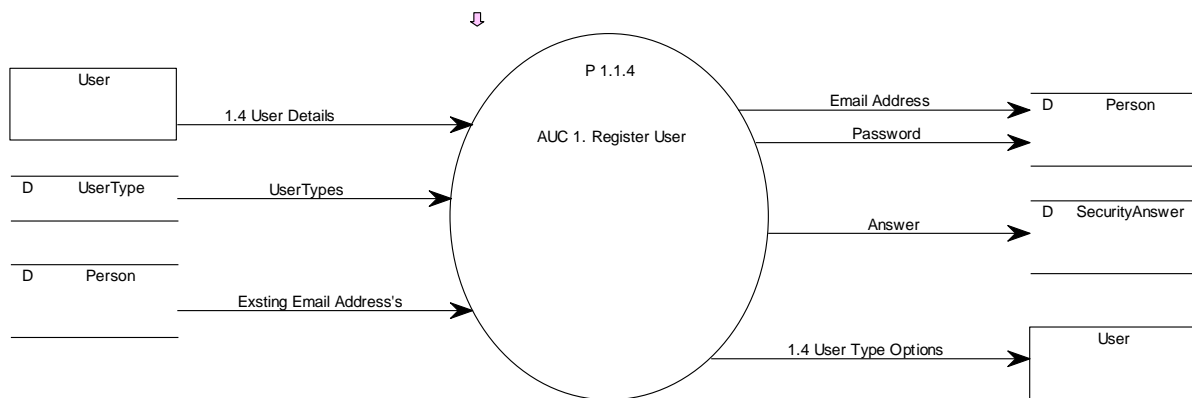 P 1.1.4
AUC 1. Register User
User
1.4 User Details
D UserType
UserTypes
D Person
Exsting Email Address's
Email Address
Password
D Person
Answer
D SecurityAnswer
1.4 User Type Options
User